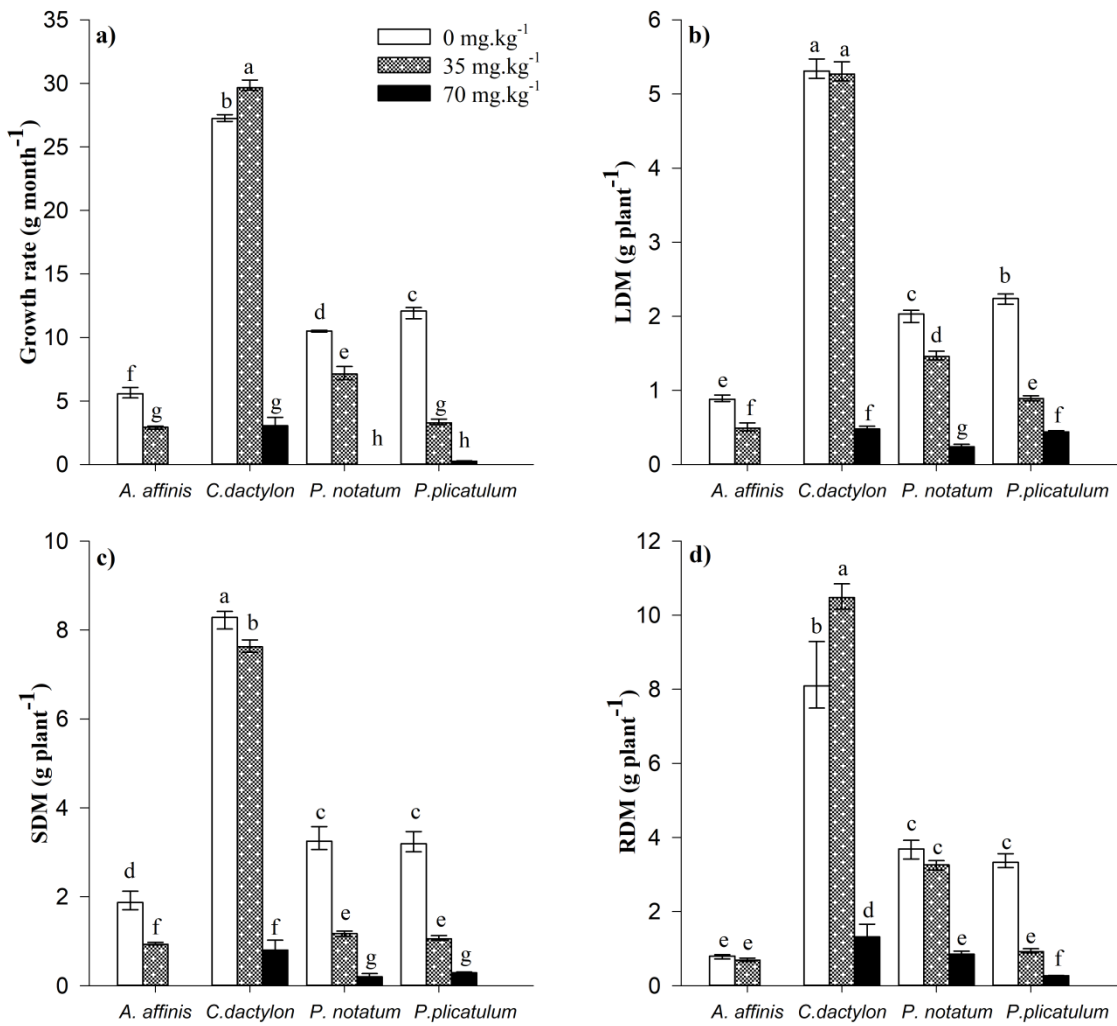 a)
0 mg.kg⁻¹
35 mg.kg⁻¹
70 mg.kg⁻¹
Growth rate (g month⁻¹)
35
30
25
20
15
10
5
0
f
g
b
a
g
d
e
h
c
g
h
A. affinis
C.dactylon
P. notatum
P.plicatulum
b)
LDM (g plant⁻¹)
6
5
4
3
2
1
0
e
f
a
a
f
c
d
g
b
e
f
A. affinis
C.dactylon
P. notatum
P.plicatulum
c)
SDM (g plant⁻¹)
10
8
6
4
2
0
d
f
a
b
f
c
e
g
c
e
g
A. affinis
C.dactylon
P. notatum
P.plicatulum
d)
RDM (g plant⁻¹)
12
10
8
6
4
2
0
e
e
b
a
d
c
c
e
c
e
f
A. affinis
C.dactylon
P. notatum
P.plicatulum